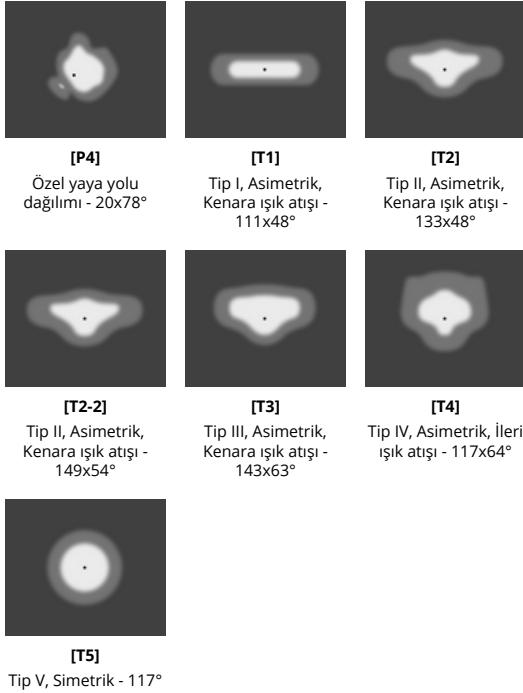 [P4]
Özel yaya yolu
dağılımı - 20x78°
[T1]
Tip I, Asimetrik,
Kenara ışık atışı -
111x48°
[T2]
Tip II, Asimetrik,
Kenara ışık atışı -
133x48°
[T2-2]
Tip II, Asimetrik,
Kenara ışık atışı -
149x54°
[T3]
Tip III, Asimetrik,
Kenara ışık atışı -
143x63°
[T4]
Tip IV, Asimetrik, İleri
ışık atışı - 117x64°
[T5]
Tip V, Simetrik - 117°